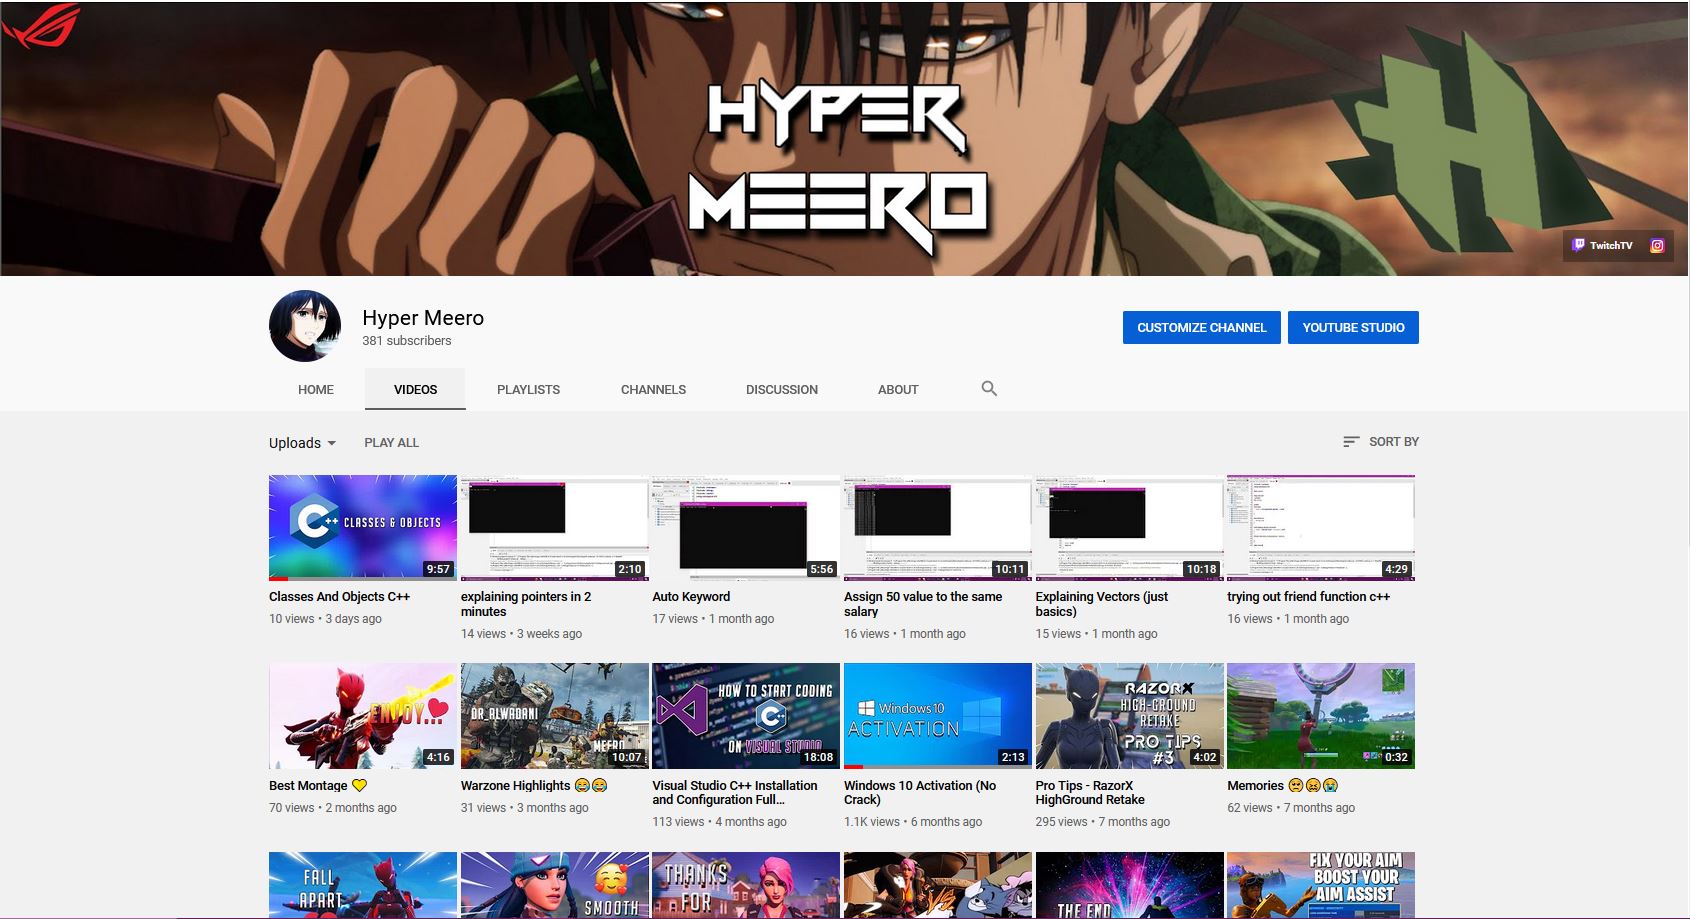 HYPER
MEERO
TwitchTV
Hyper Meero
381 subscribers
CUSTOMIZE CHANNEL
YOUTUBE STUDIO
HOME
VIDEOS
PLAYLISTS
CHANNELS
DISCUSSION
ABOUT
Uploads
PLAY ALL
SORT BY
C++ CLASSES & OBJECTS
9:57
2:10
5:56
10:11
10:18
4:29
Classes And Objects C++
10 views • 3 days ago
explaining pointers in 2
minutes
14 views • 3 weeks ago
Auto Keyword
17 views • 1 month ago
Assign 50 value to the same
salary
16 views • 1 month ago
Explaining Vectors (just
basics)
15 views • 1 month ago
trying out friend function c++
16 views • 1 month ago
ENJOY...
4:16
DR_ALWADANI
MEERO
10:07
HOW TO START CODING
C++
ON VISUAL STUDIO
18:08
Windows 10
ACTIVATION
2:13
RAZORX
HIGH-GROUND
RETAKE
PRO TIPS
#3
4:02
0:32
Best Montage 💛
70 views • 2 months ago
Warzone Highlights 😂😂
31 views • 3 months ago
Visual Studio C++ Installation
and Configuration Full...
113 views • 4 months ago
Windows 10 Activation (No
Crack)
1.1K views • 6 months ago
Pro Tips - RazorX
HighGround Retake
295 views • 7 months ago
Memories 🥺😖😭
62 views • 7 months ago
FALL
APART
SMOOTH
THANKS
FOR
THE END
FIX YOUR AIM
BOOST YOUR
AIM ASSIST